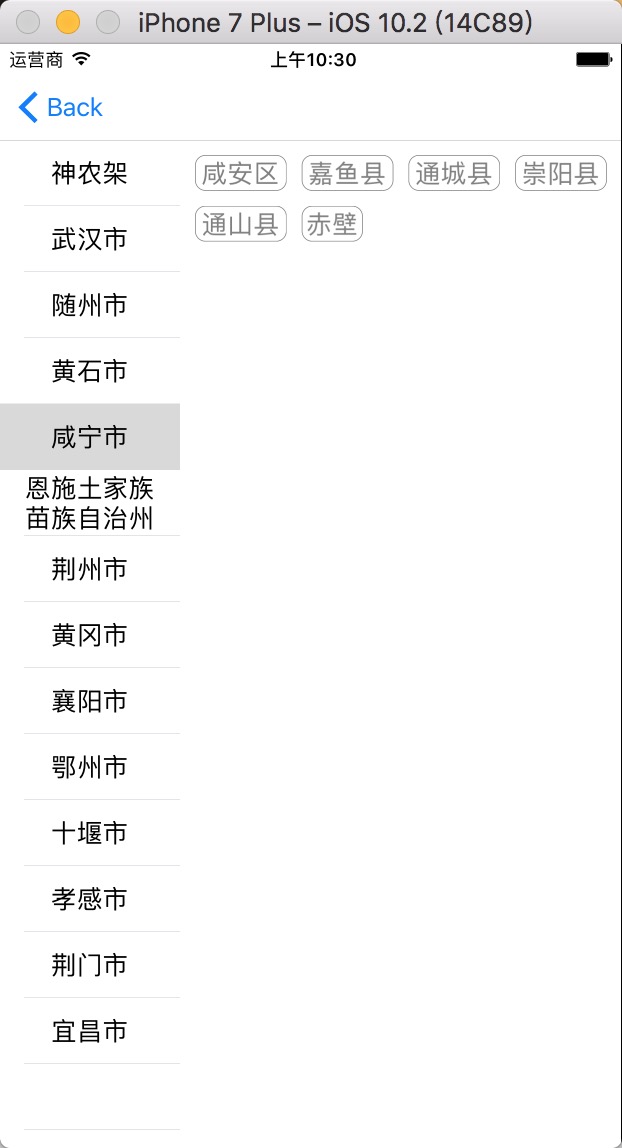 iPhone 7 Plus – iOS 10.2 (14C89)
运营商 上午10:30
Back
神农架
武汉市
随州市
黄石市
咸宁市
恩施土家族
苗族自治州
荆州市
黄冈市
襄阳市
鄂州市
十堰市
孝感市
荆门市
宜昌市
咸安区 嘉鱼县 通城县 崇阳县
通山县 赤壁